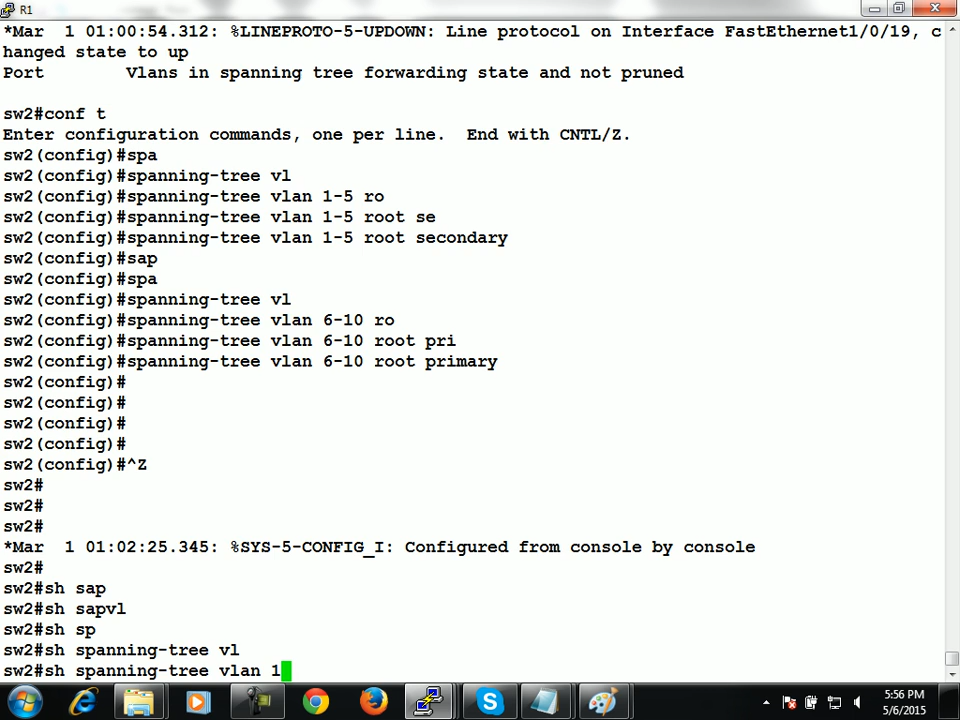 R1
*Mar  1 01:00:54.312: %LINEPROTO-5-UPDOWN: Line protocol on Interface FastEthernet1/0/19, c
hanged state to up
Port        Vlans in spanning tree forwarding state and not pruned
sw2#conf t
Enter configuration commands, one per line.  End with CNTL/Z.
sw2(config)#spa
sw2(config)#spanning-tree vl
sw2(config)#spanning-tree vlan 1-5 ro
sw2(config)#spanning-tree vlan 1-5 root se
sw2(config)#spanning-tree vlan 1-5 root secondary
sw2(config)#sap
sw2(config)#spa
sw2(config)#spanning-tree vl
sw2(config)#spanning-tree vlan 6-10 ro
sw2(config)#spanning-tree vlan 6-10 root pri
sw2(config)#spanning-tree vlan 6-10 root primary
sw2(config)#
sw2(config)#
sw2(config)#
sw2(config)#
sw2(config)#^Z
sw2#
sw2#
sw2#
*Mar  1 01:02:25.345: %SYS-5-CONFIG_I: Configured from console by console
sw2#
sw2#sh sap
sw2#sh sapvl
sw2#sh sp
sw2#sh spanning-tree vl
sw2#sh spanning-tree vlan 1
5:56 PM
5/6/2015